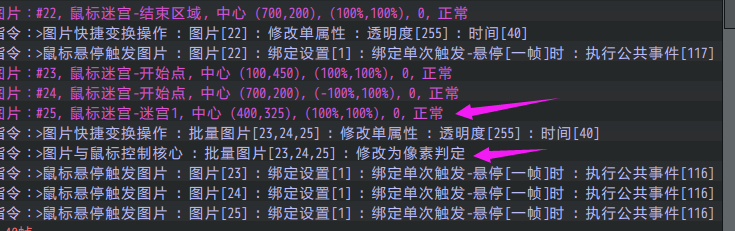 图片：#22, 鼠标迷宫-结束区域, 中心 (700,200), (100%,100%), 0, 正常
指令：>图片快捷变换操作 : 图片[22] : 修改单属性 : 透明度[255] : 时间[40]
指令：>鼠标悬停触发图片 : 图片[22] : 绑定设置[1] : 绑定单次触发-悬停[一帧]时 : 执行公共事件[117]
图片：#23, 鼠标迷宫-开始点, 中心 (100,450), (100%,100%), 0, 正常
图片：#24, 鼠标迷宫-开始点, 中心 (700,200), (-100%,100%), 0, 正常
图片：#25, 鼠标迷宫-迷宫1, 中心 (400,325), (100%,100%), 0, 正常
指令：>图片快捷变换操作 : 批量图片[23,24,25] : 修改单属性 : 透明度[255] : 时间[40]
指令：>图片与鼠标控制核心 : 批量图片[23,24,25] : 修改为像素判定
指令：>鼠标悬停触发图片 : 图片[23] : 绑定设置[1] : 绑定单次触发-悬停[一帧]时 : 执行公共事件[116]
指令：>鼠标悬停触发图片 : 图片[24] : 绑定设置[1] : 绑定单次触发-悬停[一帧]时 : 执行公共事件[116]
指令：>鼠标悬停触发图片 : 图片[25] : 绑定设置[1] : 绑定单次触发-悬停[一帧]时 : 执行公共事件[116]